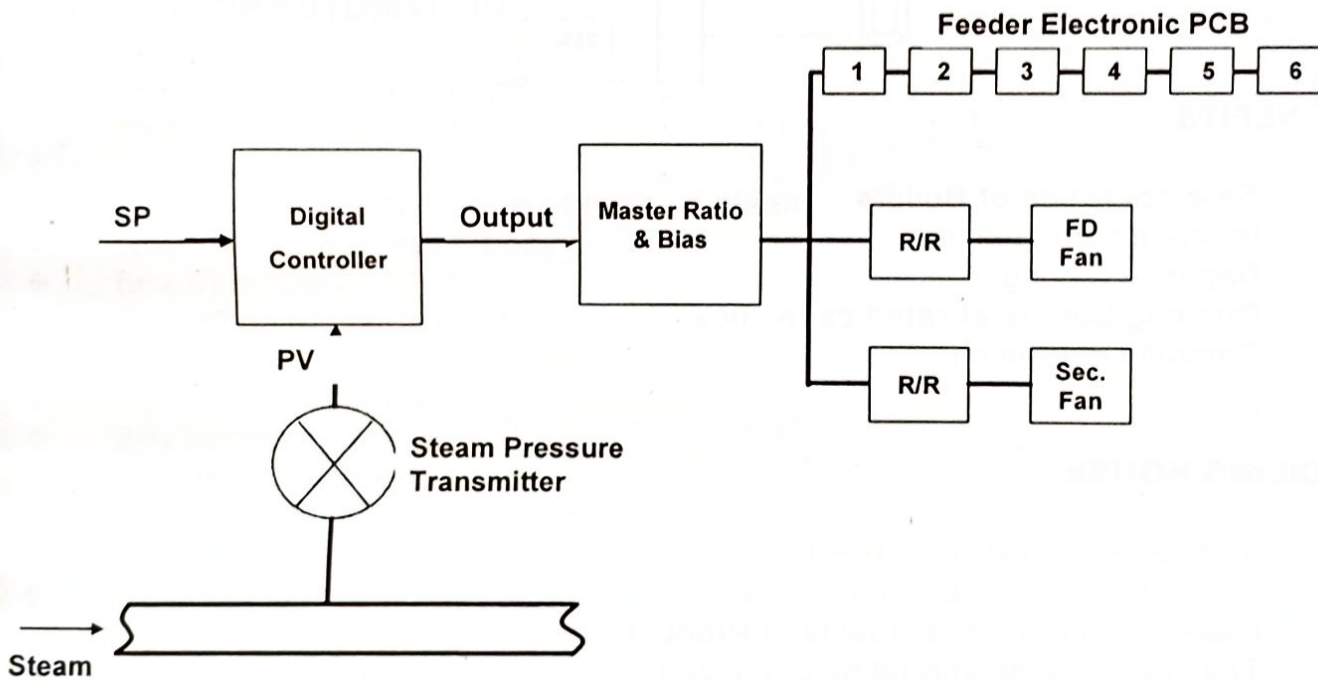 Feeder Electronic PCB
1 2 3 4 5 6
SP
Digital
Controller
Output
Master Ratio
& Bias
R/R
FD
Fan
PV
R/R
Sec.
Fan
Steam Pressure
Transmitter
Steam